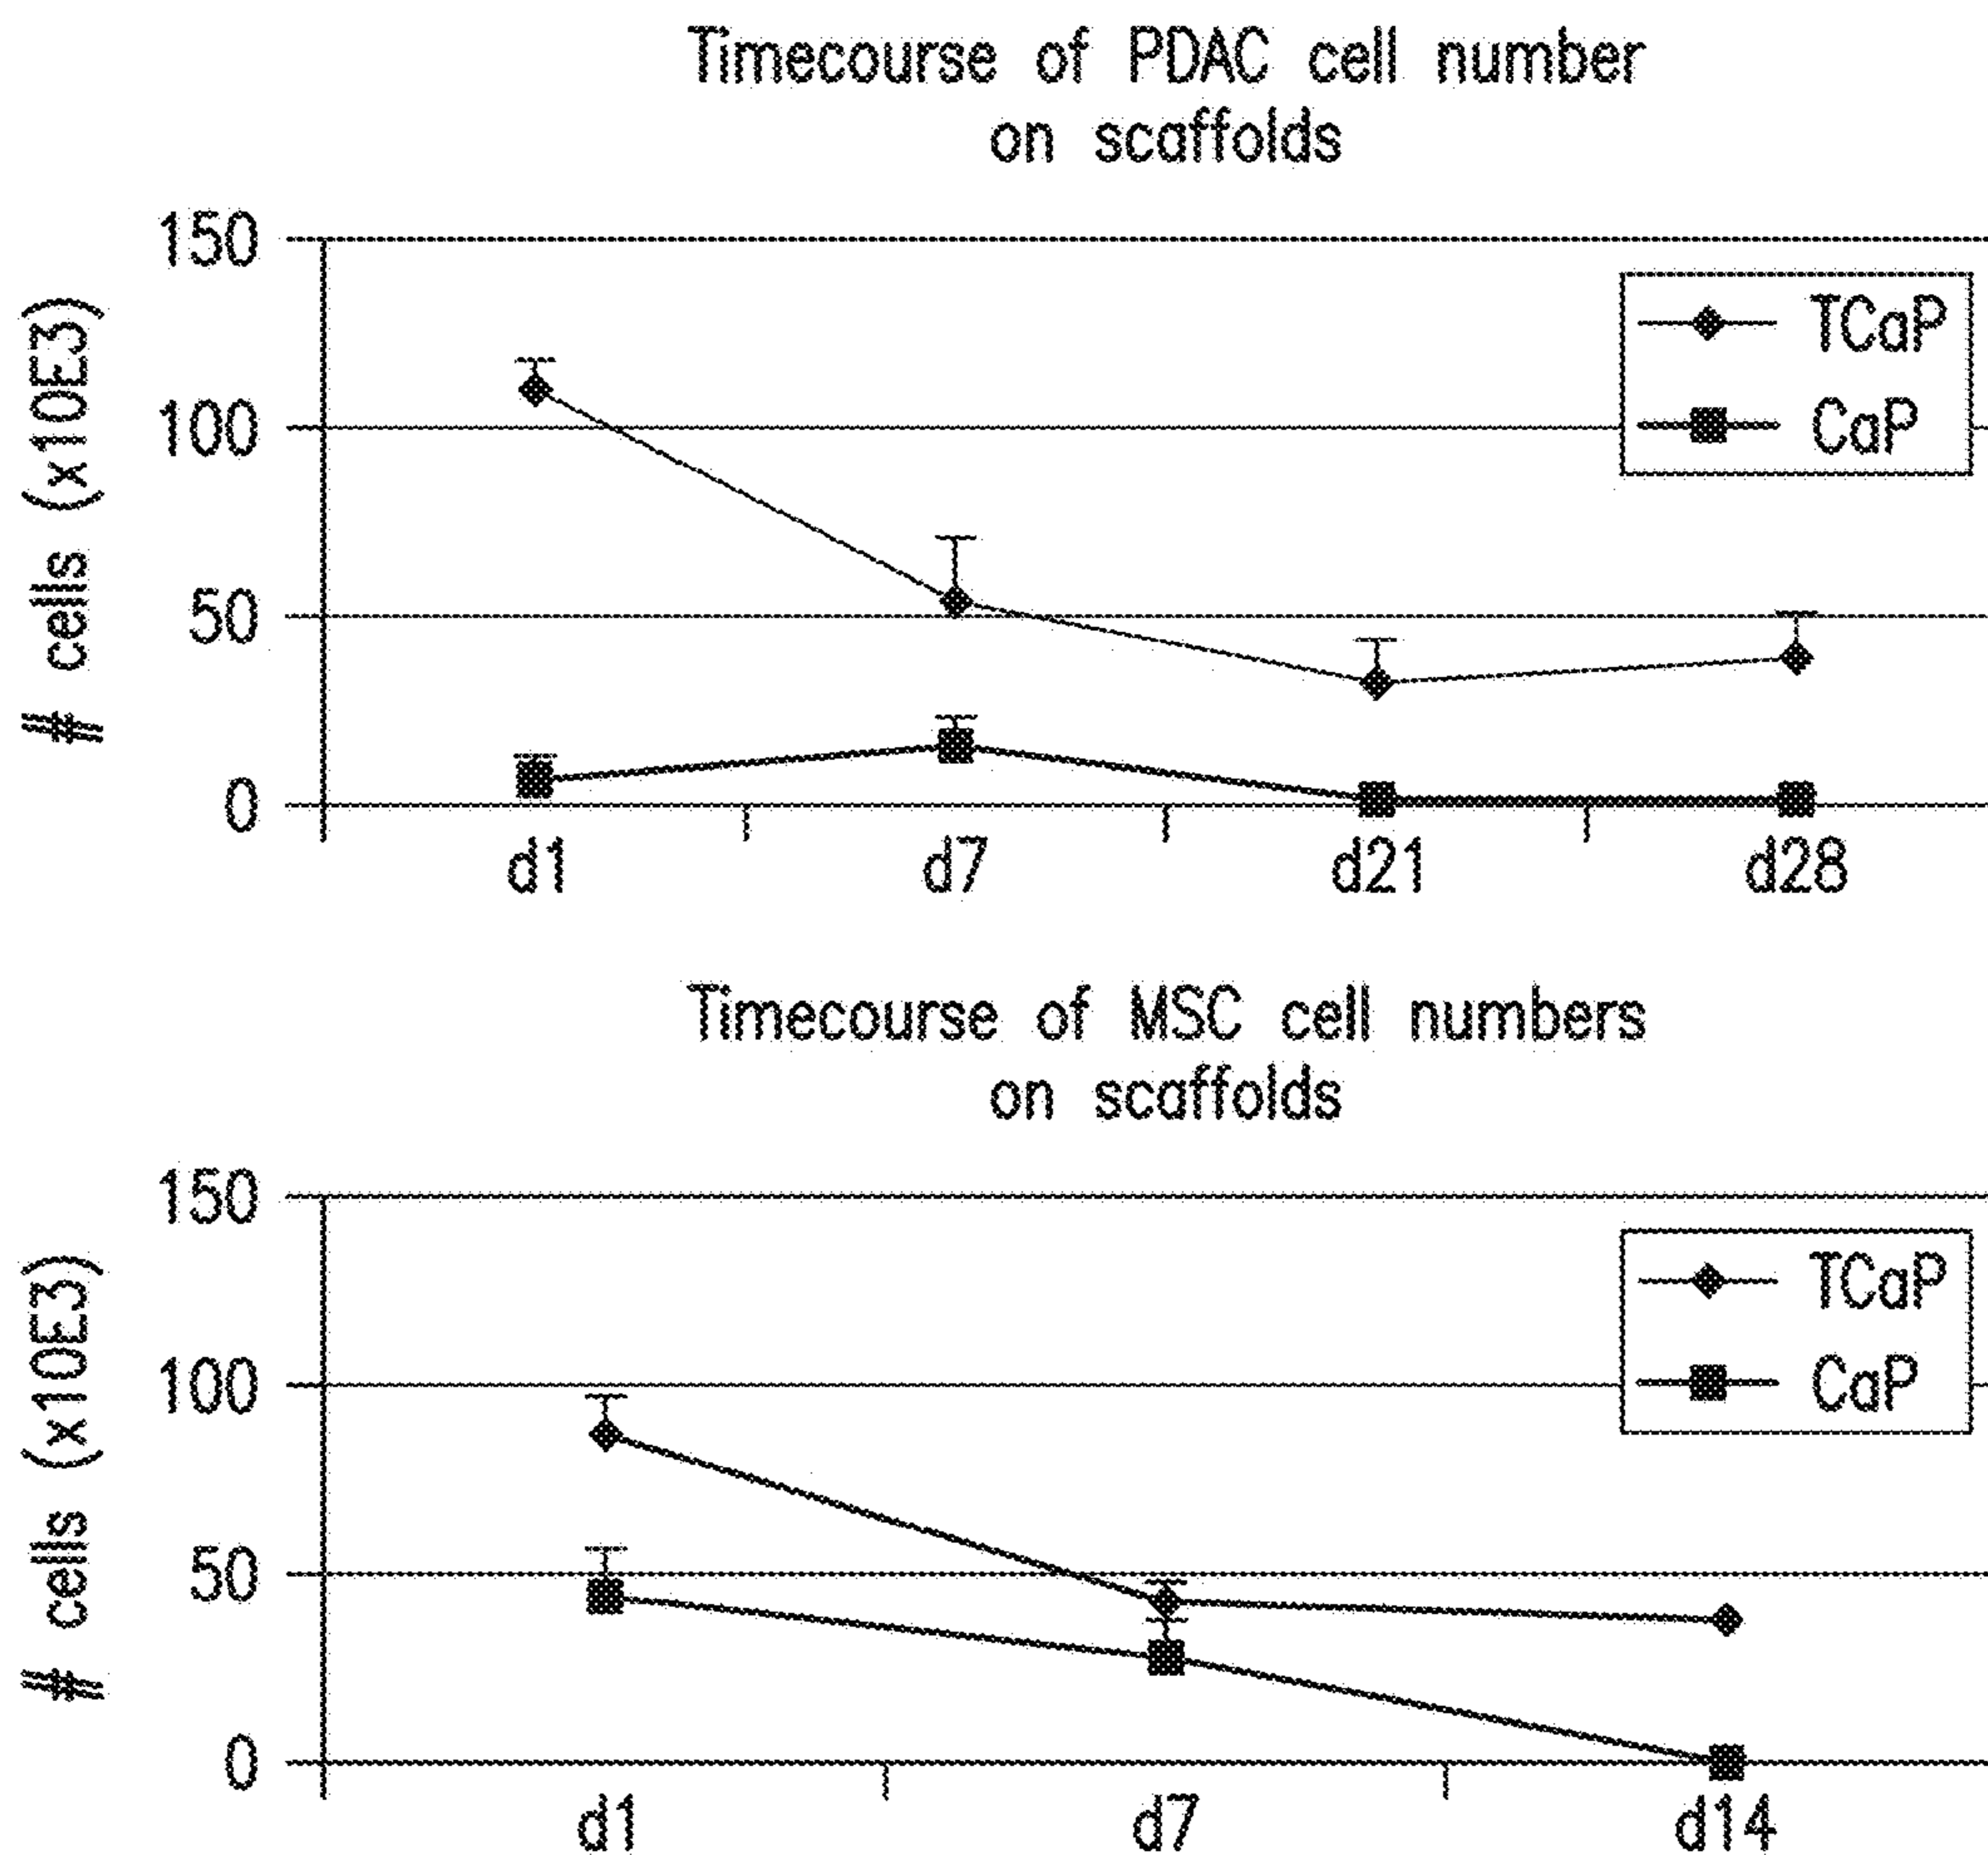 Timecourse of PDAC cell number
on scaffolds
# cells (x10E3)
150
100
50
0
TCaP
CaP
d1 d7 d21 d28
Timecourse of MSC cell numbers
on scaffolds
# cells (x10E3)
150
100
50
0
TCaP
CaP
d1 d7 d14